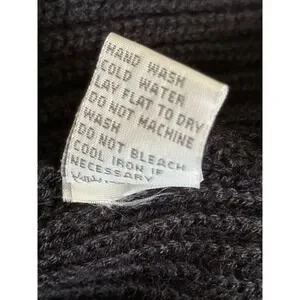 HAND WASH
COLD WATER
LAY FLAT TO DRY
DO NOT MACHINE
WASH
DO NOT BLEACH
COOL IRON IF
NECESSARY